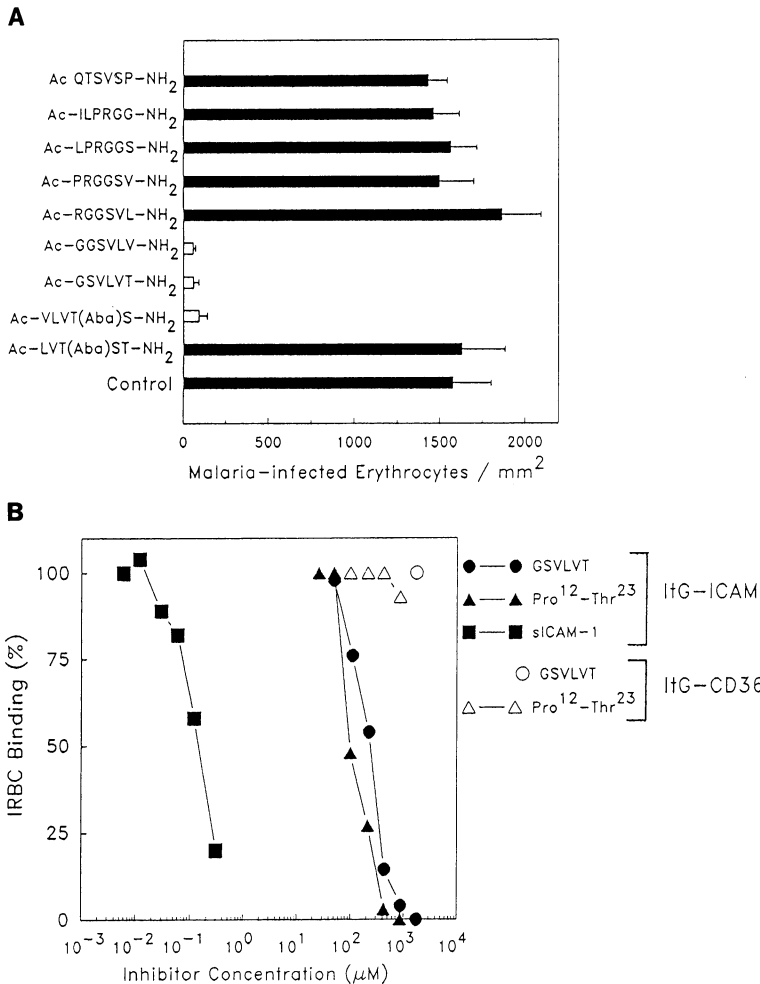 A
Ac QTSVSP-NH2
Ac-ILPRGG-NH2
Ac-LPRGGS-NH2
Ac-PRGGSV-NH2
Ac-RGGSVL-NH2
Ac-GGSVLV-NH2
Ac-GSVLVT-NH2
Ac-VLVT(Aba)S-NH2
Ac-LVT(Aba)ST-NH2
Control
0 500 1000 1500 2000
Malaria-infected Erythrocytes / mm2
B
IRBC Binding (%)
100
75
50
25
0
10-3 10-2 10-1 100 101 102 103 104
Inhibitor Concentration (μM)
GSVLVT
Pro12-Thr23
sICAM-1
ItG-ICAM
GSVLVT
Pro12-Thr23
ItG-CD36